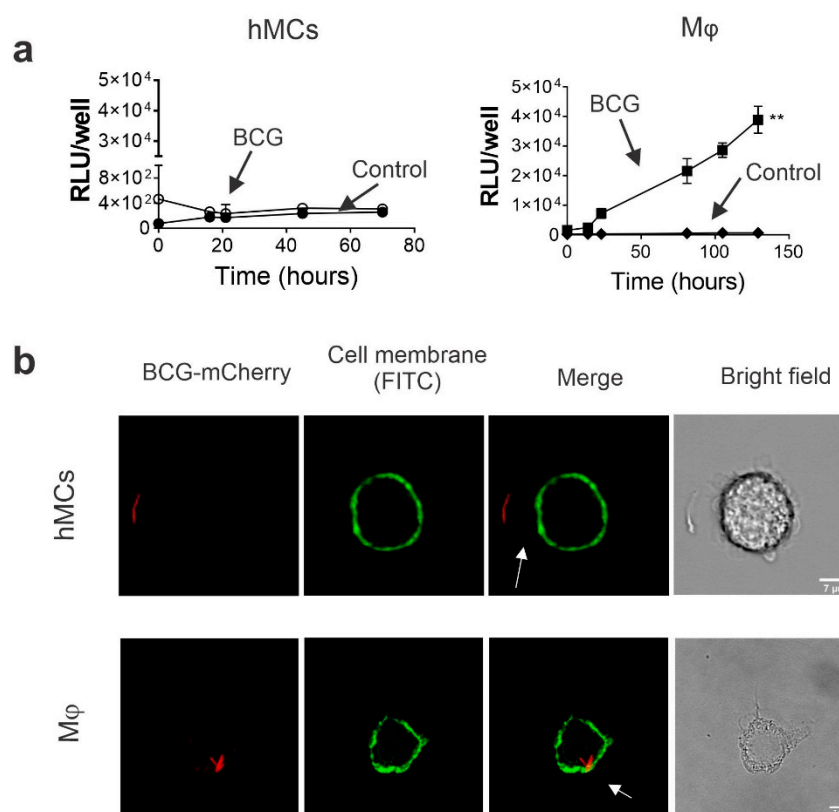 hMCs
Mφ
a
5×10⁴
4×10⁴
3×10⁴
8×10²
4×10²
0
RLU/well
BCG
Control
0 20 40 60 80
Time (hours)
5×10⁴
4×10⁴
3×10⁴
2×10⁴
1×10⁴
0
RLU/well
BCG
**
Control
0 50 100 150
Time (hours)
b
BCG-mCherry
Cell membrane
(FITC)
Merge
Bright field
hMCs
7 µm
Mφ